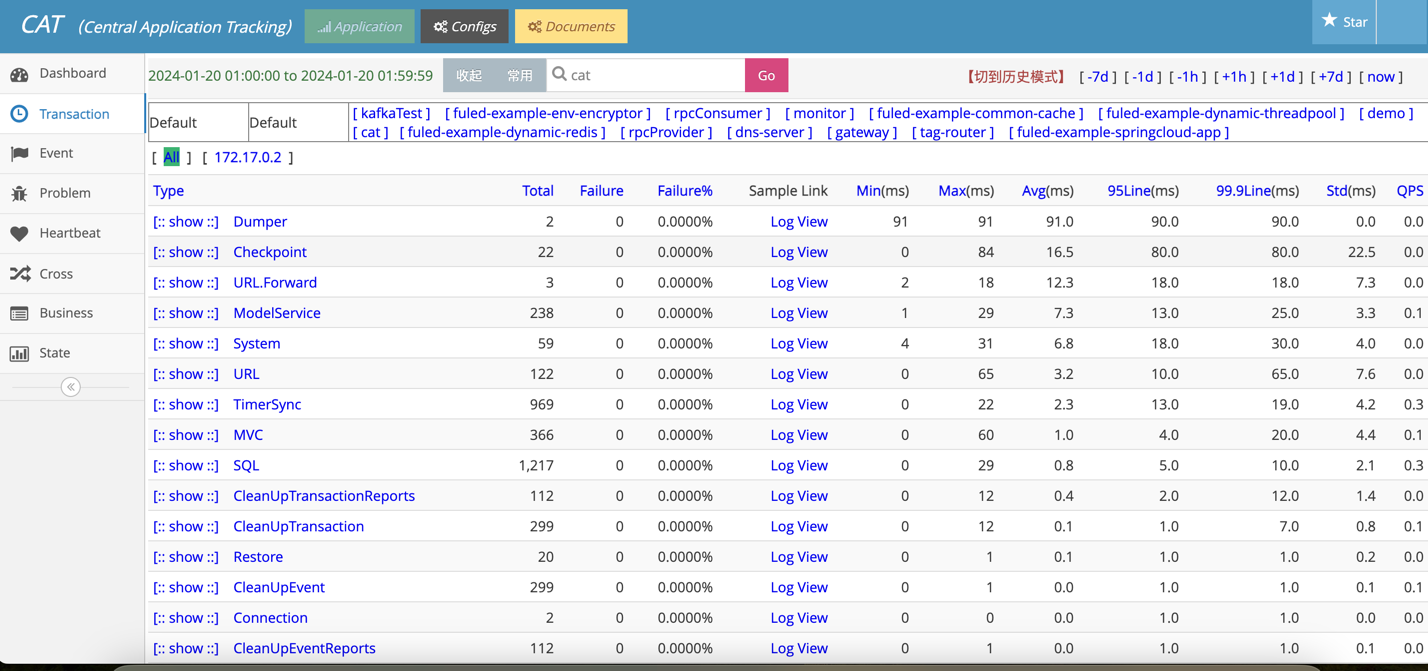 CAT (Central Application Tracking) Application Configs Documents Star
Dashboard
Transaction
Event
Problem
Heartbeat
Cross
Business
State
2024-01-20 01:00:00 to 2024-01-20 01:59:59 收起 常用 cat Go 【切到历史模式】 [ -7d ] [ -1d ] [ -1h ] [ +1h ] [ +1d ] [ +7d ] [ now ]
Default Default [ kafkaTest ] [ fuled-example-env-encryptor ] [ rpcConsumer ] [ monitor ] [ fuled-example-common-cache ] [ fuled-example-dynamic-threadpool ] [ demo ]
[ cat ] [ fuled-example-dynamic-redis ] [ rpcProvider ] [ dns-server ] [ gateway ] [ tag-router ] [ fuled-example-springcloud-app ]
[ All ] [ 172.17.0.2 ]
Type Total Failure Failure% Sample Link Min(ms) Max(ms) Avg(ms) 95Line(ms) 99.9Line(ms) Std(ms) QPS
[:: show ::] Dumper 2 0 0.0000% Log View 91 91 91.0 90.0 90.0 0.0 0.0
[:: show ::] Checkpoint 22 0 0.0000% Log View 0 84 16.5 80.0 80.0 22.5 0.0
[:: show ::] URL.Forward 3 0 0.0000% Log View 2 18 12.3 18.0 18.0 7.3 0.0
[:: show ::] ModelService 238 0 0.0000% Log View 1 29 7.3 13.0 25.0 3.3 0.1
[:: show ::] System 59 0 0.0000% Log View 4 31 6.8 18.0 30.0 4.0 0.0
[:: show ::] URL 122 0 0.0000% Log View 0 65 3.2 10.0 65.0 7.6 0.0
[:: show ::] TimerSync 969 0 0.0000% Log View 0 22 2.3 13.0 19.0 4.2 0.3
[:: show ::] MVC 366 0 0.0000% Log View 0 60 1.0 4.0 20.0 4.4 0.1
[:: show ::] SQL 1,217 0 0.0000% Log View 0 29 0.8 5.0 10.0 2.1 0.3
[:: show ::] CleanUpTransactionReports 112 0 0.0000% Log View 0 12 0.4 2.0 12.0 1.4 0.0
[:: show ::] CleanUpTransaction 299 0 0.0000% Log View 0 12 0.1 1.0 7.0 0.8 0.1
[:: show ::] Restore 20 0 0.0000% Log View 0 1 0.1 1.0 1.0 0.2 0.0
[:: show ::] CleanUpEvent 299 0 0.0000% Log View 0 1 0.0 1.0 1.0 0.1 0.1
[:: show ::] Connection 2 0 0.0000% Log View 0 0 0.0 1.0 1.0 0.0 0.0
[:: show ::] CleanUpEventReports 112 0 0.0000% Log View 0 1 0.0 1.0 1.0 0.1 0.0